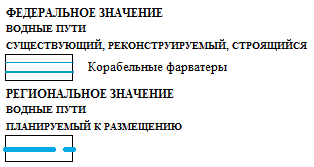 ФЕДЕРАЛЬНОЕ ЗНАЧЕНИЕ
ВОДНЫЕ ПУТИ
СУЩЕСТВУЮЩИЙ, РЕКОНСТРУИРУЕМЫЙ, СТРОЯЩИЙСЯ
Корабельные фарватеры
РЕГИОНАЛЬНОЕ ЗНАЧЕНИЕ
ВОДНЫЕ ПУТИ
ПЛАНИРУЕМЫЙ К РАЗМЕЩЕНИЮ